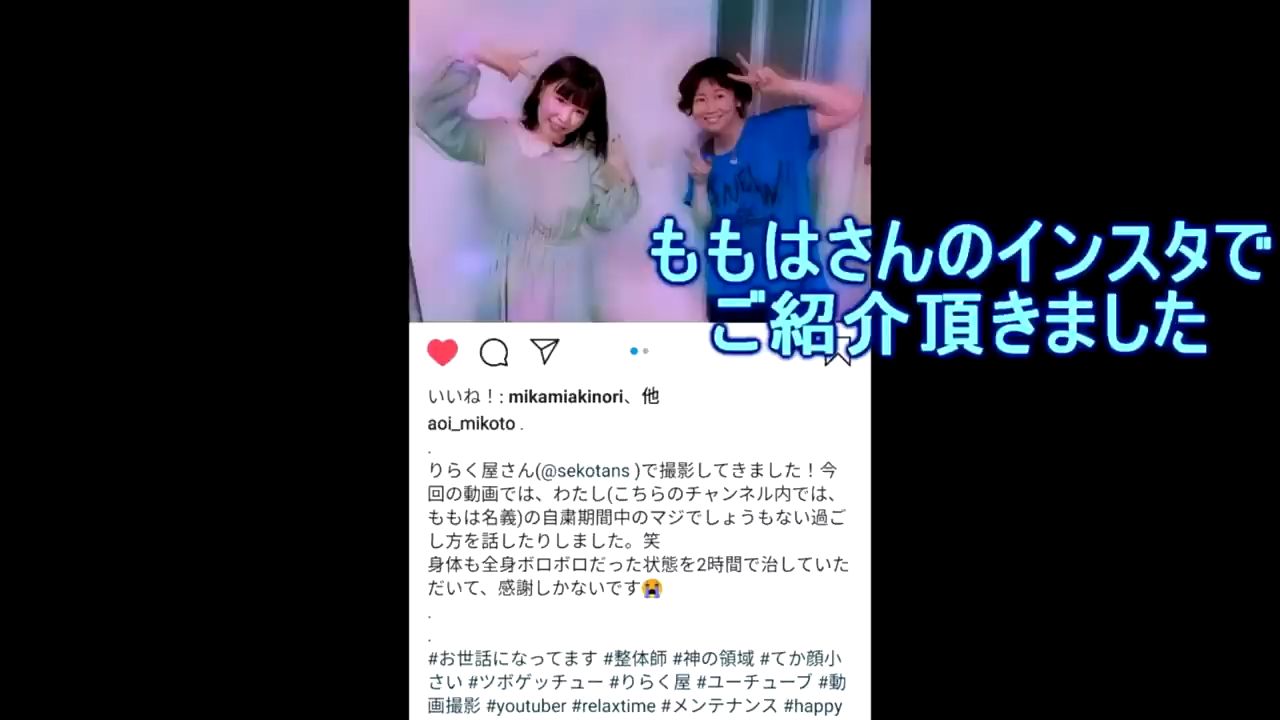 ももはさんのインスタで
ご紹介頂きました
いいね！: mikamiakinori、他
aoi_mikoto .
.
りらく屋さん(@sekotans )で撮影してきました！今
回の動画では、わたし(こちらのチャンネル内では、
ももは名義)の自粛期間中のマジでしょうもない過ご
し方を話したりしました。笑
身体も全身ボロボロだった状態を2時間で治していた
だいて、感謝しかないです😭
.
.
#お世話になってます #整体師 #神の領域 #てか顔小
さい #ツボゲッチュー #りらく屋 #ユーチューブ #動
画撮影 #youtuber #relaxtime #メンテナンス #happy